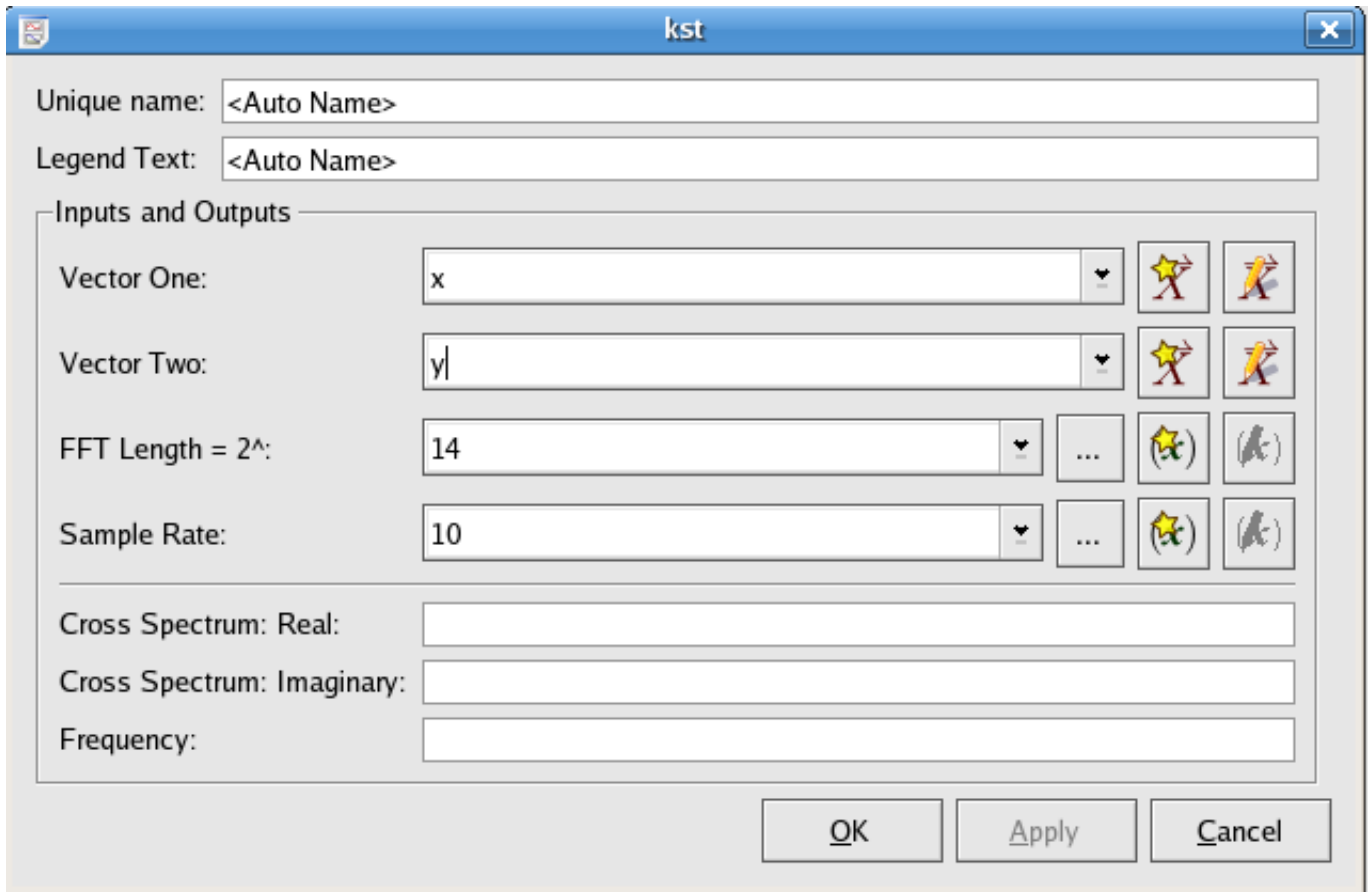 kst
Unique name: <Auto Name>
Legend Text: <Auto Name>
Inputs and Outputs
Vector One: x
Vector Two: y
FFT Length = 2^: 14 ...
Sample Rate: 10 ...
Cross Spectrum: Real:
Cross Spectrum: Imaginary:
Frequency:
OK Apply Cancel